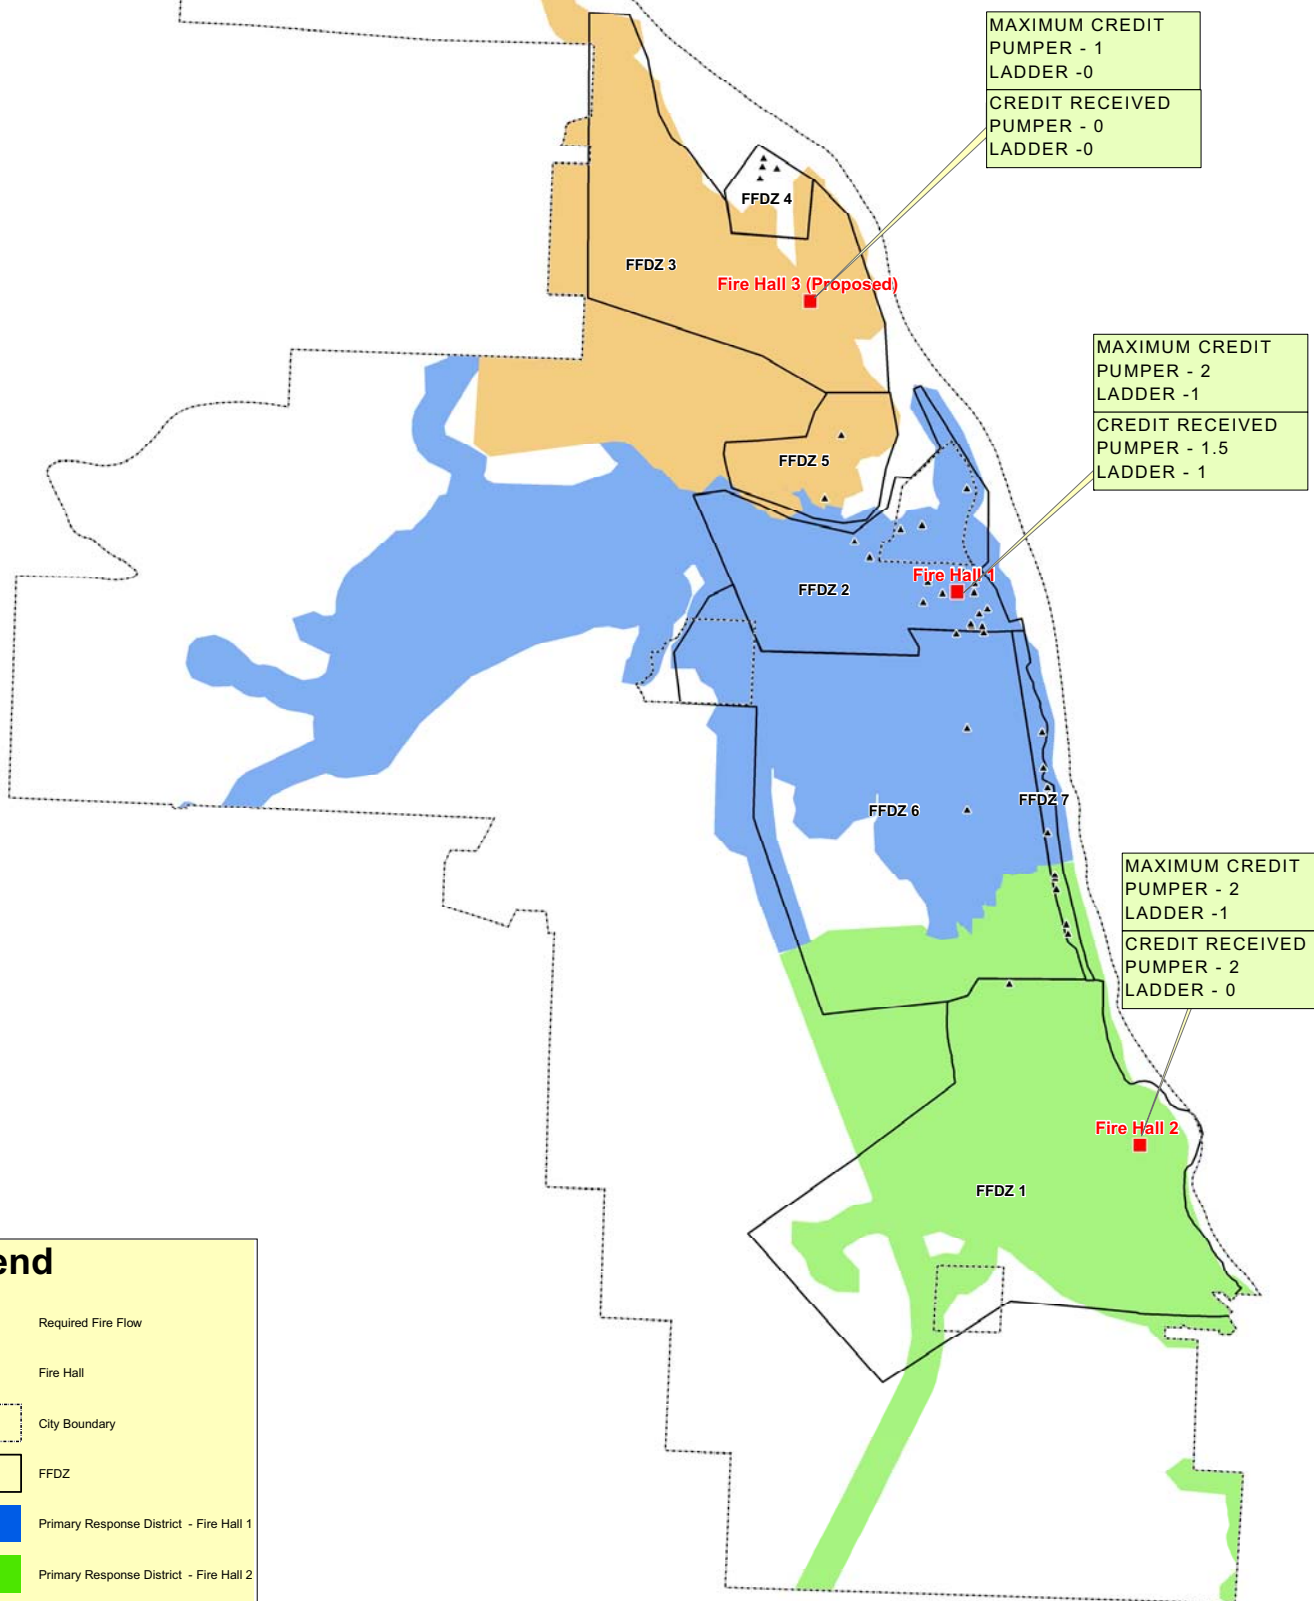 MAXIMUM CREDIT
PUMPER - 1
LADDER -0
CREDIT RECEIVED
PUMPER - 0
LADDER -0
FFDZ 4
FFDZ 3
Fire Hall 3 (Proposed)
MAXIMUM CREDIT
PUMPER - 2
LADDER -1
CREDIT RECEIVED
PUMPER - 1.5
LADDER - 1
FFDZ 5
Fire Hall 1
FFDZ 2
FFDZ 7
FFDZ 6
MAXIMUM CREDIT
PUMPER - 2
LADDER -1
CREDIT RECEIVED
PUMPER - 2
LADDER - 0
Fire Hall 2
FFDZ 1
end
Required Fire Flow
Fire Hall
City Boundary
FFDZ
Primary Response District - Fire Hall 1
Primary Response District - Fire Hall 2